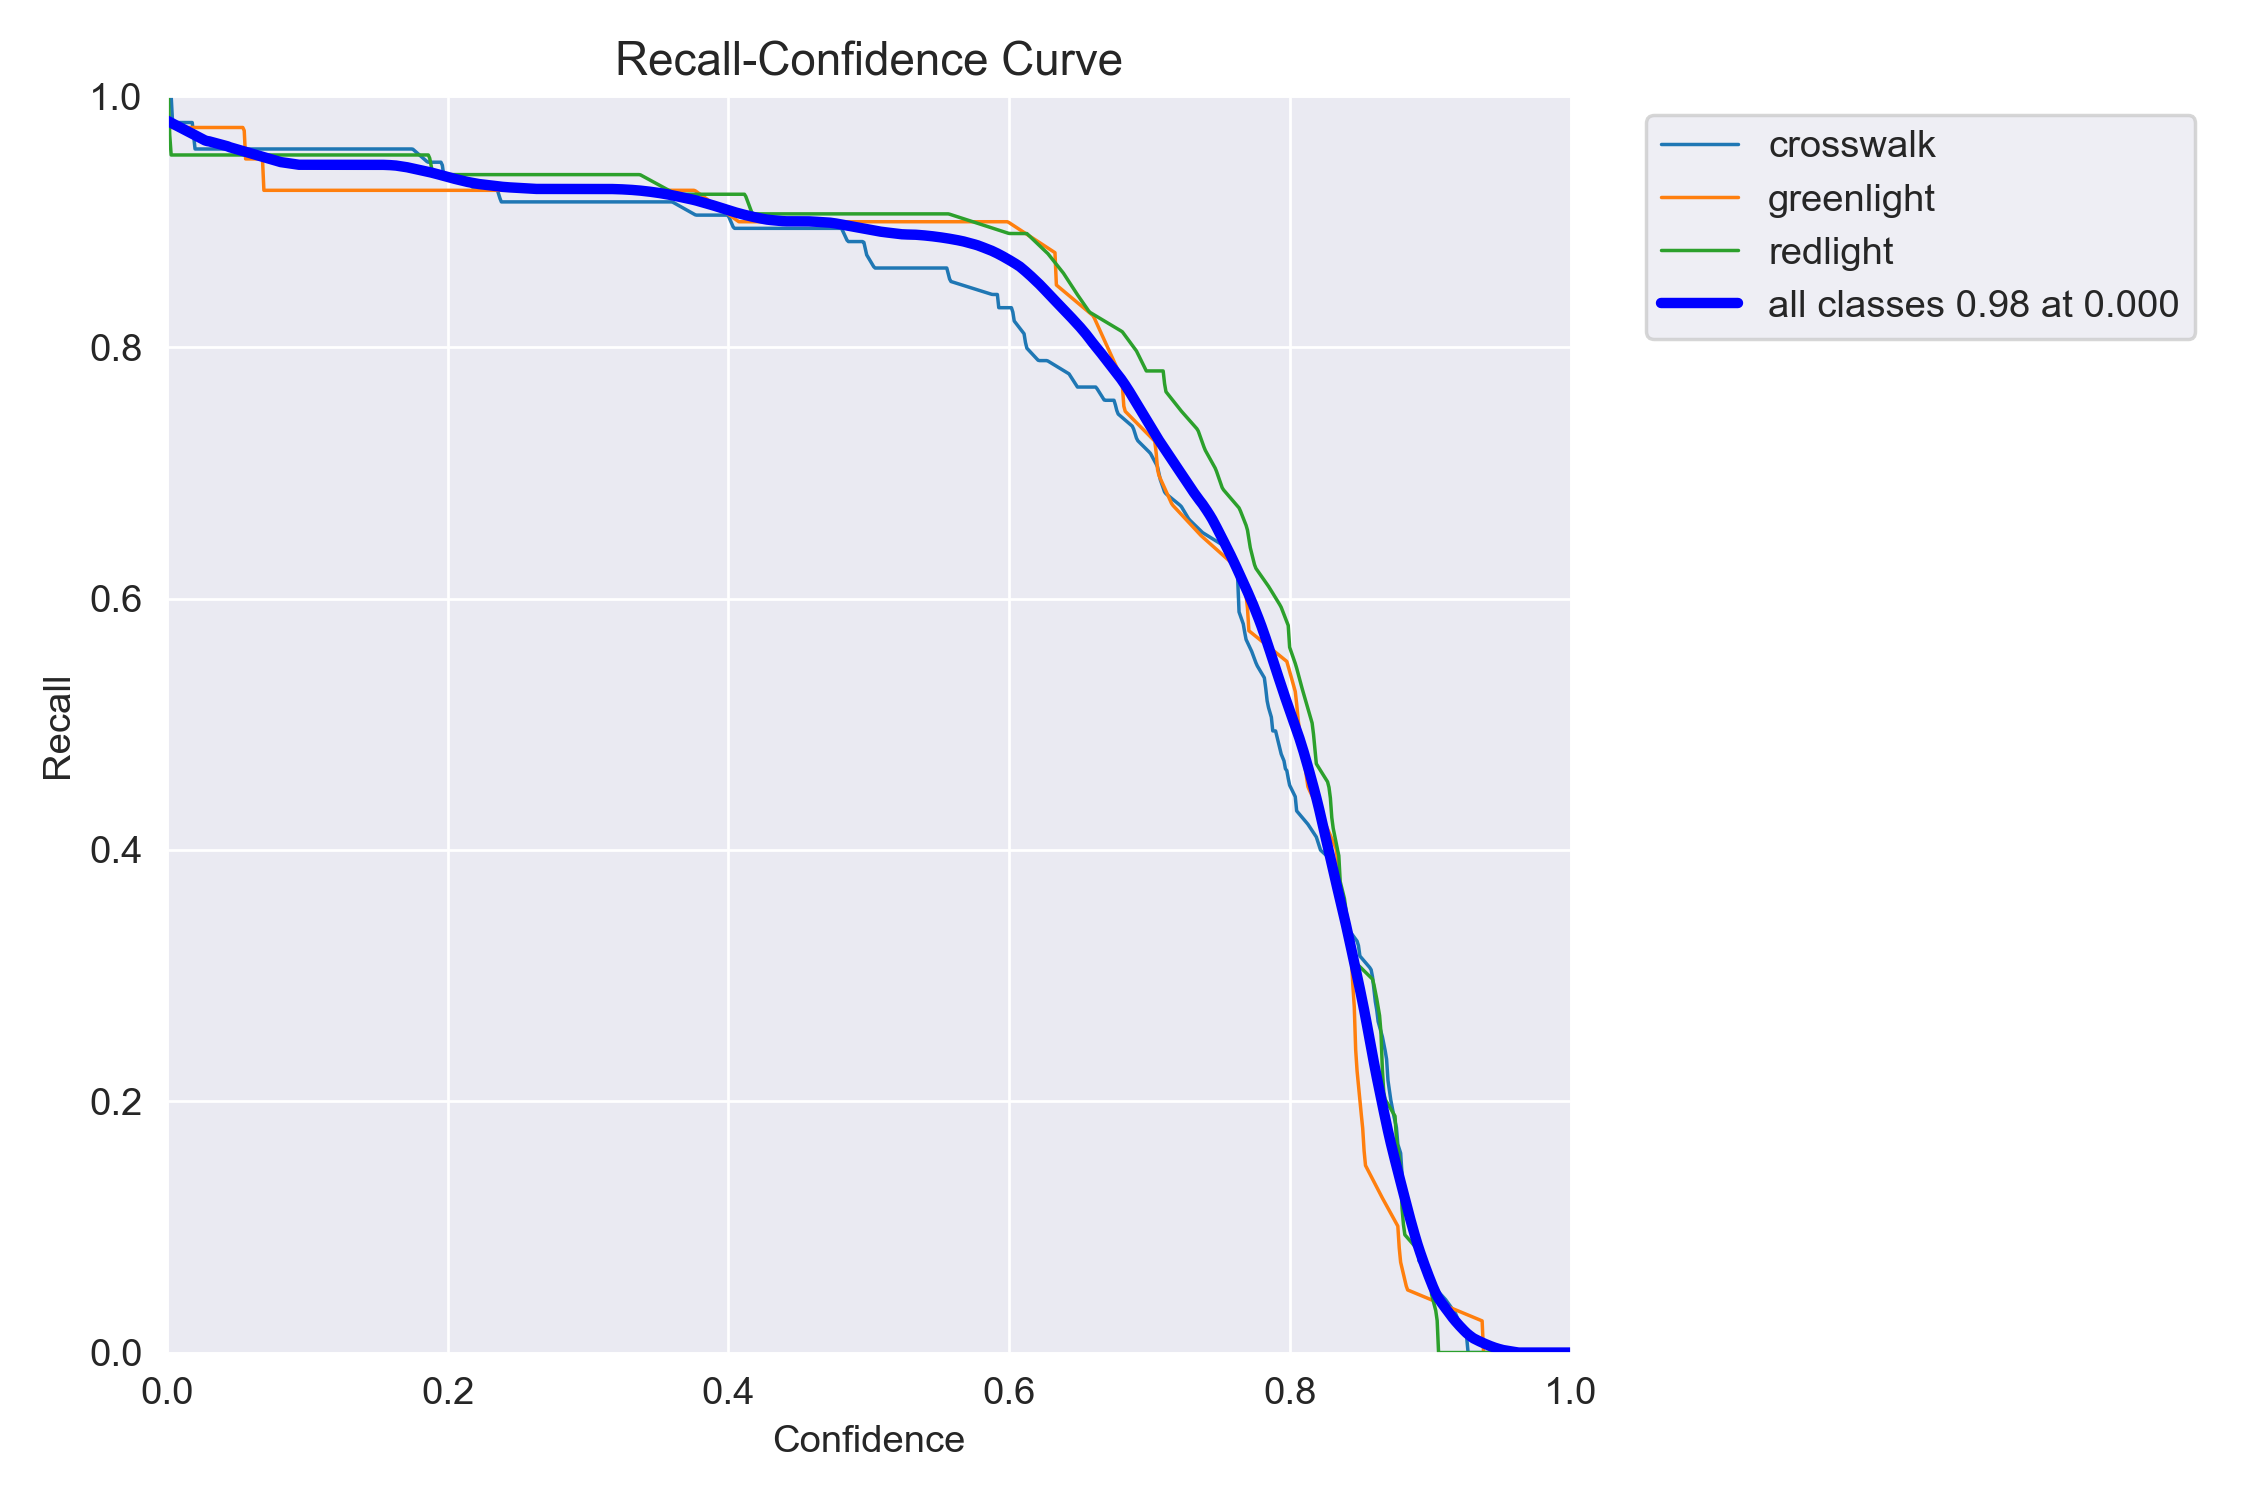 Recall-Confidence Curve
1.0
0.8
0.6
0.4
0.2
0.0
Recall
0.0 0.2 0.4 0.6 0.8 1.0
Confidence
crosswalk
greenlight
redlight
all classes 0.98 at 0.000